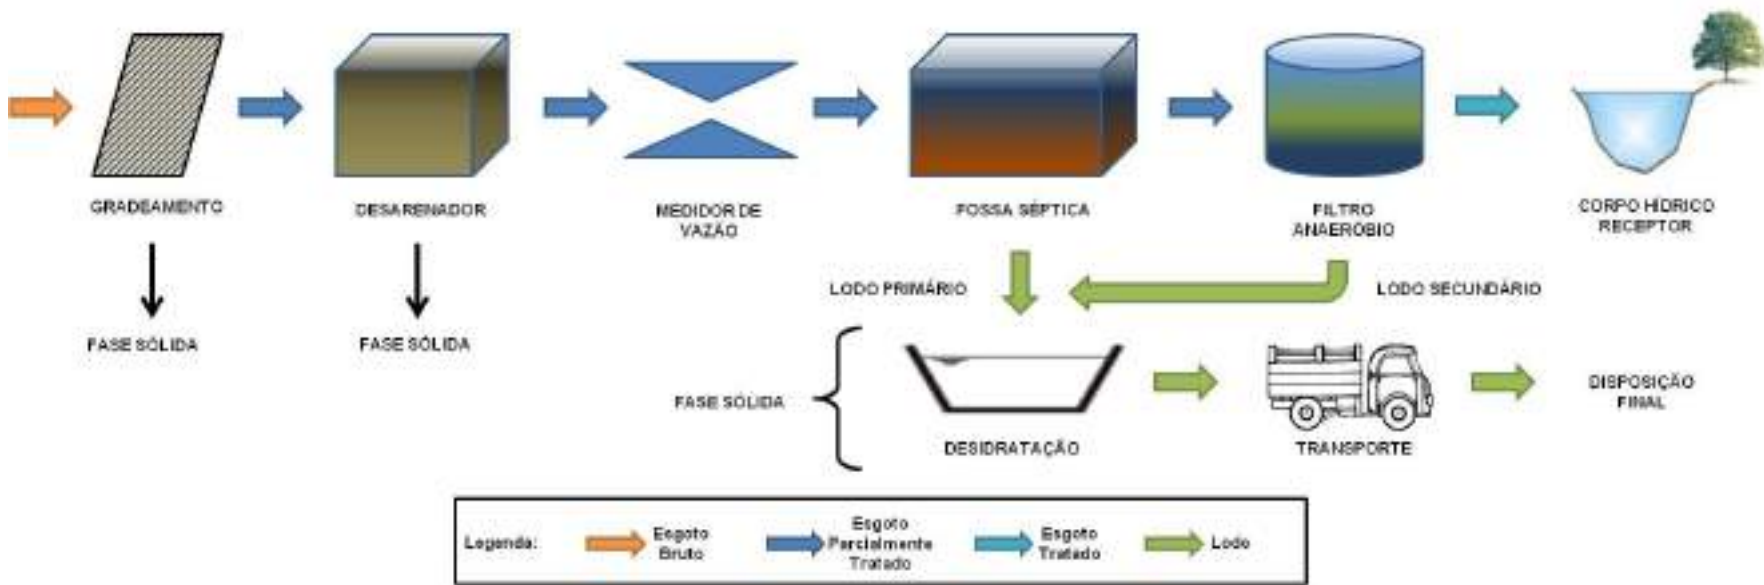 GRADEAMENTO
DESARENADOR
MEDIDOR DE
VAZÃO
FOSSA SÉPTICA
FILTRO
ANAERÓBIO
CORPO HÍDRICO
RECEPTOR
LODO PRIMÁRIO
LODO SECUNDÁRIO
FASE SÓLIDA
FASE SÓLIDA
FASE SÓLIDA
DESIDRATAÇÃO
TRANSPORTE
DISPOSIÇÃO
FINAL
Legenda:
Esgoto
Bruto
Esgoto
Parcialmente
Tratado
Esgoto
Tratado
Lodo